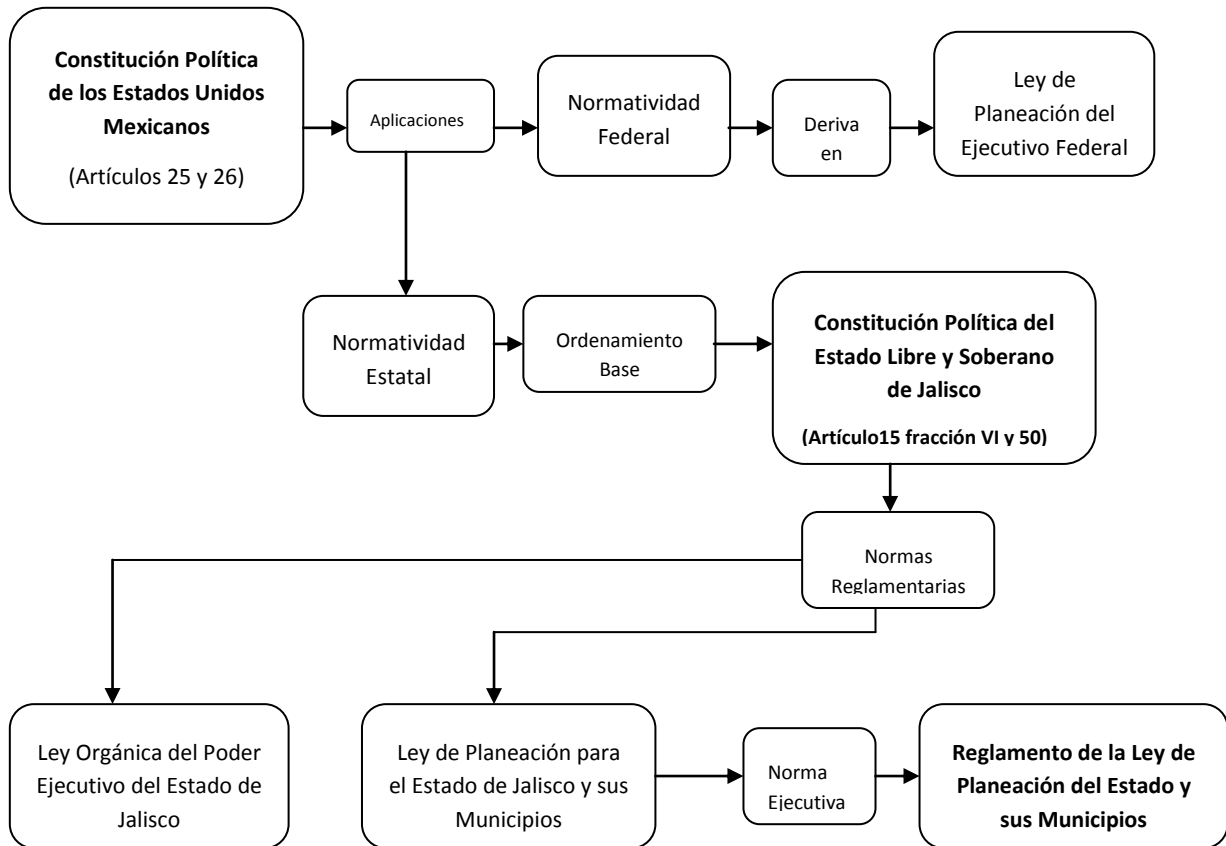 Constitución Política
de los Estados Unidos
Mexicanos
(Artículos 25 y 26)
Aplicaciones
Normatividad
Federal
Deriva
en
Ley de
Planeación del
Ejecutivo Federal
Normatividad
Estatal
Ordenamiento
Base
Constitución Política del
Estado Libre y Soberano
de Jalisco
(Artículo15 fracción VI y 50)
Normas
Reglamentarias
Ley Orgánica del Poder
Ejecutivo del Estado de
Jalisco
Ley de Planeación para
el Estado de Jalisco y sus
Municipios
Norma
Ejecutiva
Reglamento de la Ley de
Planeación del Estado y
sus Municipios